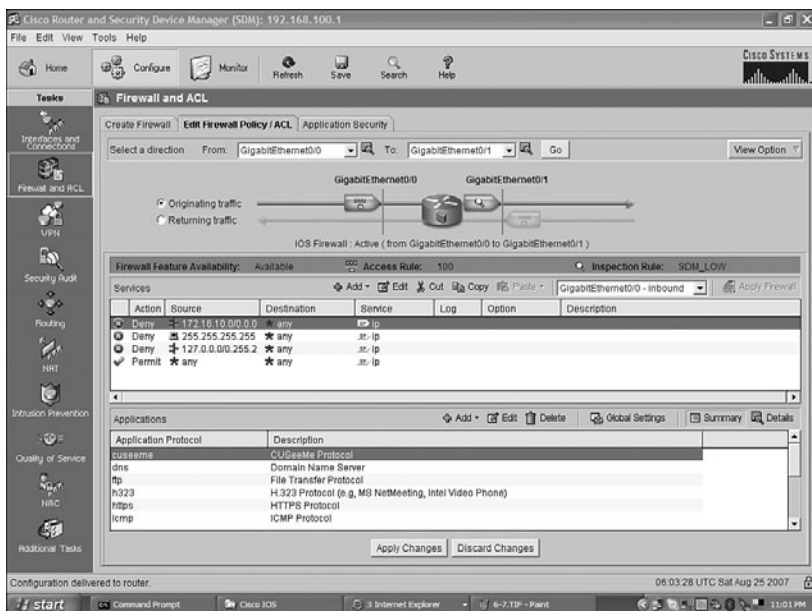 Cisco Router and Security Device Manager (SDM): 192.168.100.1
File Edit View Tools Help
Home Configure Monitor Refresh Save Search Help CISCO SYSTEMS
Tasks
Firewall and ACL
Interfaces and Connections
Firewall and ACL
VPN
Security Audit
Routing
NAT
Intrusion Prevention
Quality of Service
NAC
Additional Tasks
Create Firewall Edit Firewall Policy / ACL Application Security
Select a direction From: GigabitEthernet0/0 To: GigabitEthernet0/1 Go View Option
GigabitEthernet0/0 GigabitEthernet0/1
Originating traffic
Returning traffic
IOS Firewall : Active ( from GigabitEthernet0/0 to GigabitEthernet0/1 )
Firewall Feature Availability: Available Access Rule: 100 Inspection Rule: SDM_LOW
Services Add Edit Cut Copy Paste GigabitEthernet0/0 - inbound Apply Firewall
Action Source Destination Service Log Option Description
Deny 172.16.10.0/0.0.0 any ip
Deny 255.255.255.255 any ip
Deny 127.0.0.0/0.255.2 any ip
Permit any any ip
Applications Add Edit Delete Global Settings Summary Details
Application Protocol Description
cuseeme CUSeeMe Protocol
dns Domain Name Server
ftp File Transfer Protocol
h323 H.323 Protocol (e.g, MS NetMeeting, Intel Video Phone)
https HTTPS Protocol
icmp ICMP Protocol
Apply Changes Discard Changes
Configuration delivered to router. 06:03:28 UTC Sat Aug 25 2007
start Command Prompt Cisco IOS 3 Internet Explorer 6-7.TIF - Paint 11:01 PM